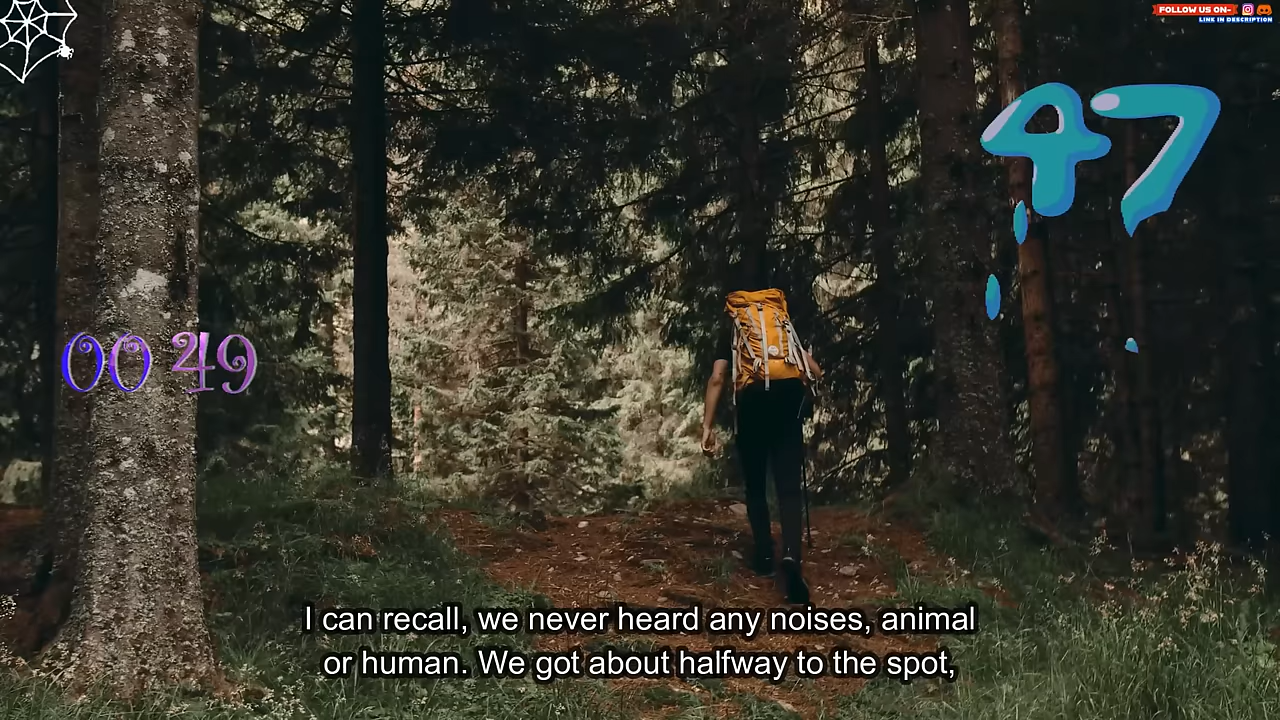 FOLLOW US ON-
LINK IN DESCRIPTION
47
00 49
I can recall, we never heard any noises, animal
or human. We got about halfway to the spot,